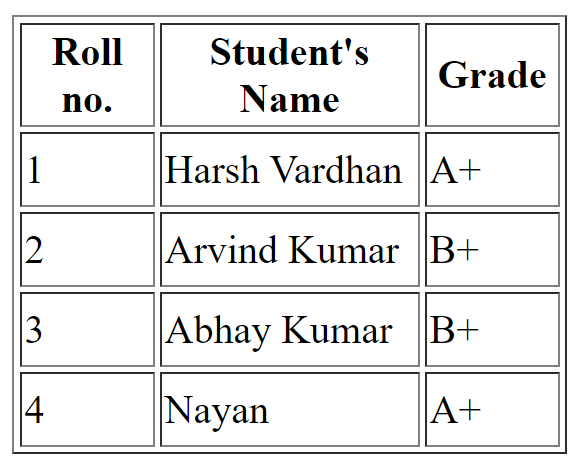 Roll no. Student's Name Grade
1 Harsh Vardhan A+
2 Arvind Kumar B+
3 Abhay Kumar B+
4 Nayan A+